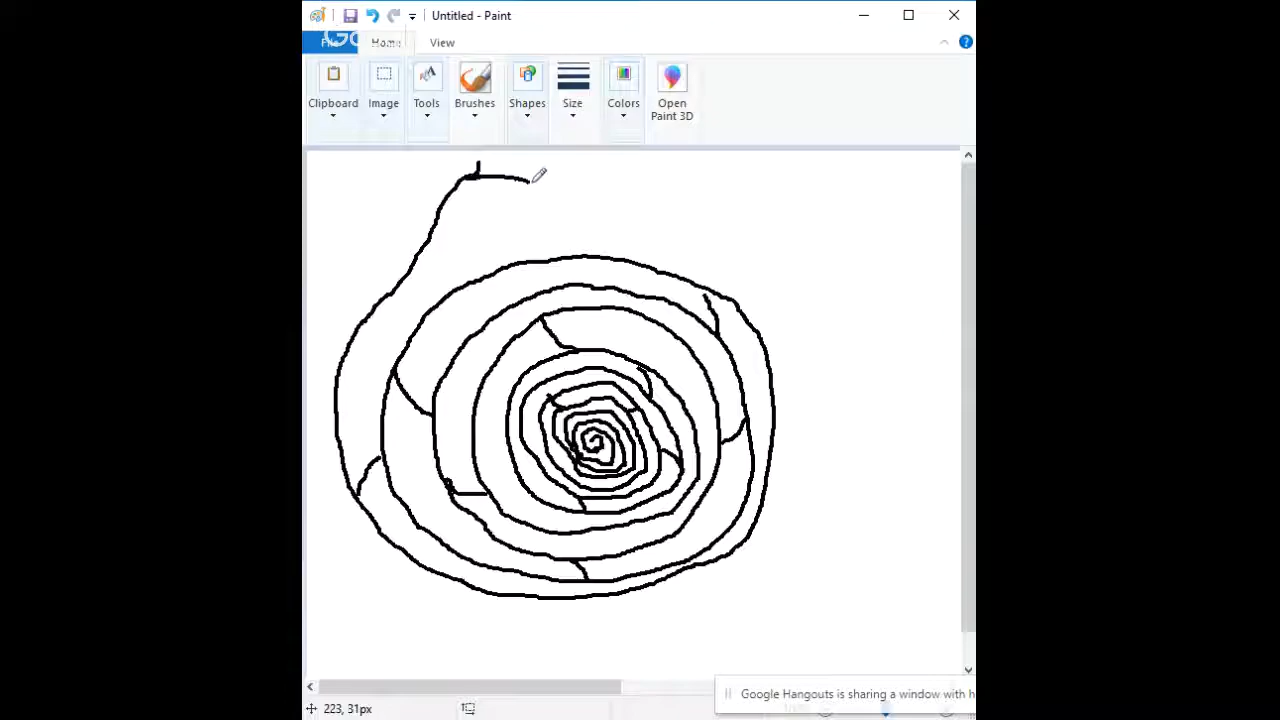 Untitled - Paint
File Home View
Clipboard Image Tools Brushes Shapes Size Colors Open
Paint 3D
Google Hangouts is sharing a window with h
223, 31px